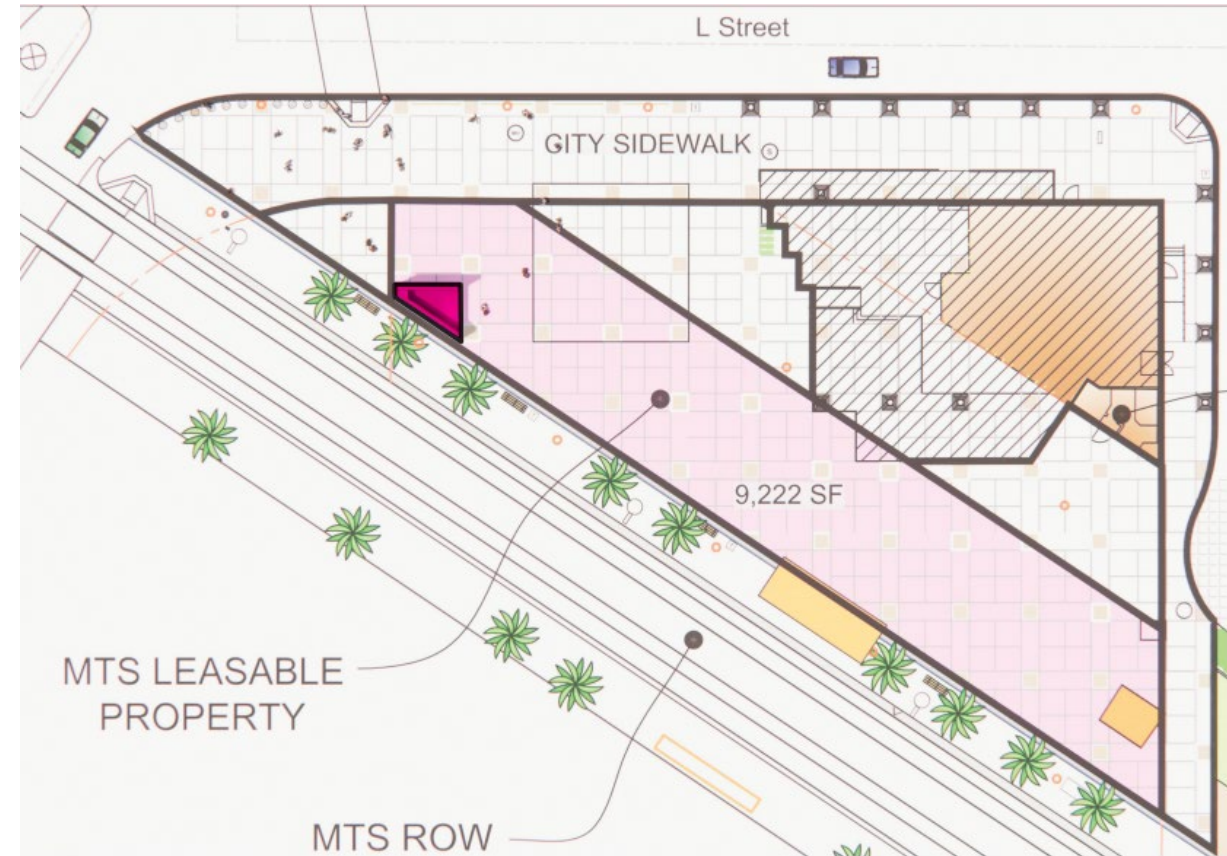 L Street
CITY SIDEWALK
9,222 SF
MTS LEASABLE
PROPERTY
MTS ROW